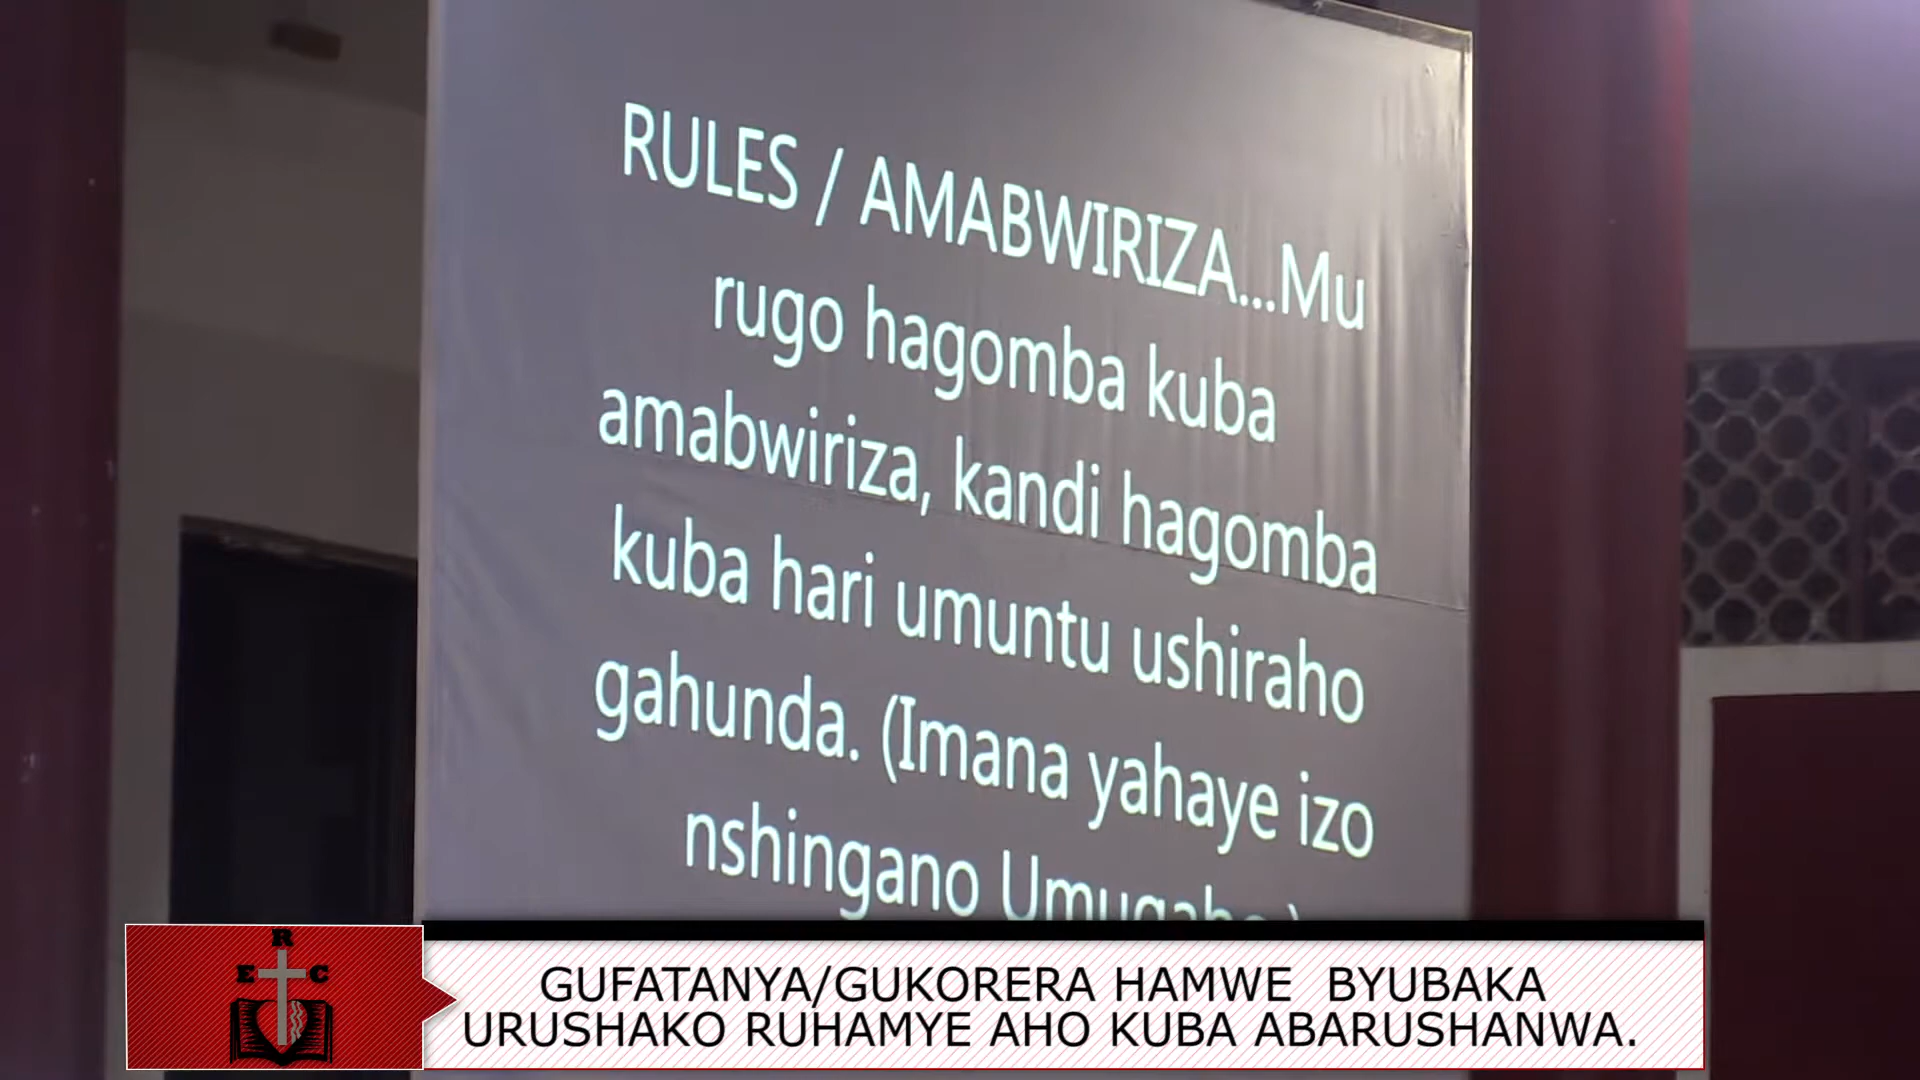 RULES / AMABWIRIZA...Mu
rugo hagomba kuba
amabwiriza, kandi hagomba
kuba hari umuntu ushiraho
gahunda. (Imana yahaye izo
nshingano Umugabo.)
R
E C
GUFATANYA/GUKORERA HAMWE BYUBAKA
URUSHAKO RUHAMYE AHO KUBA ABARUSHANWA.